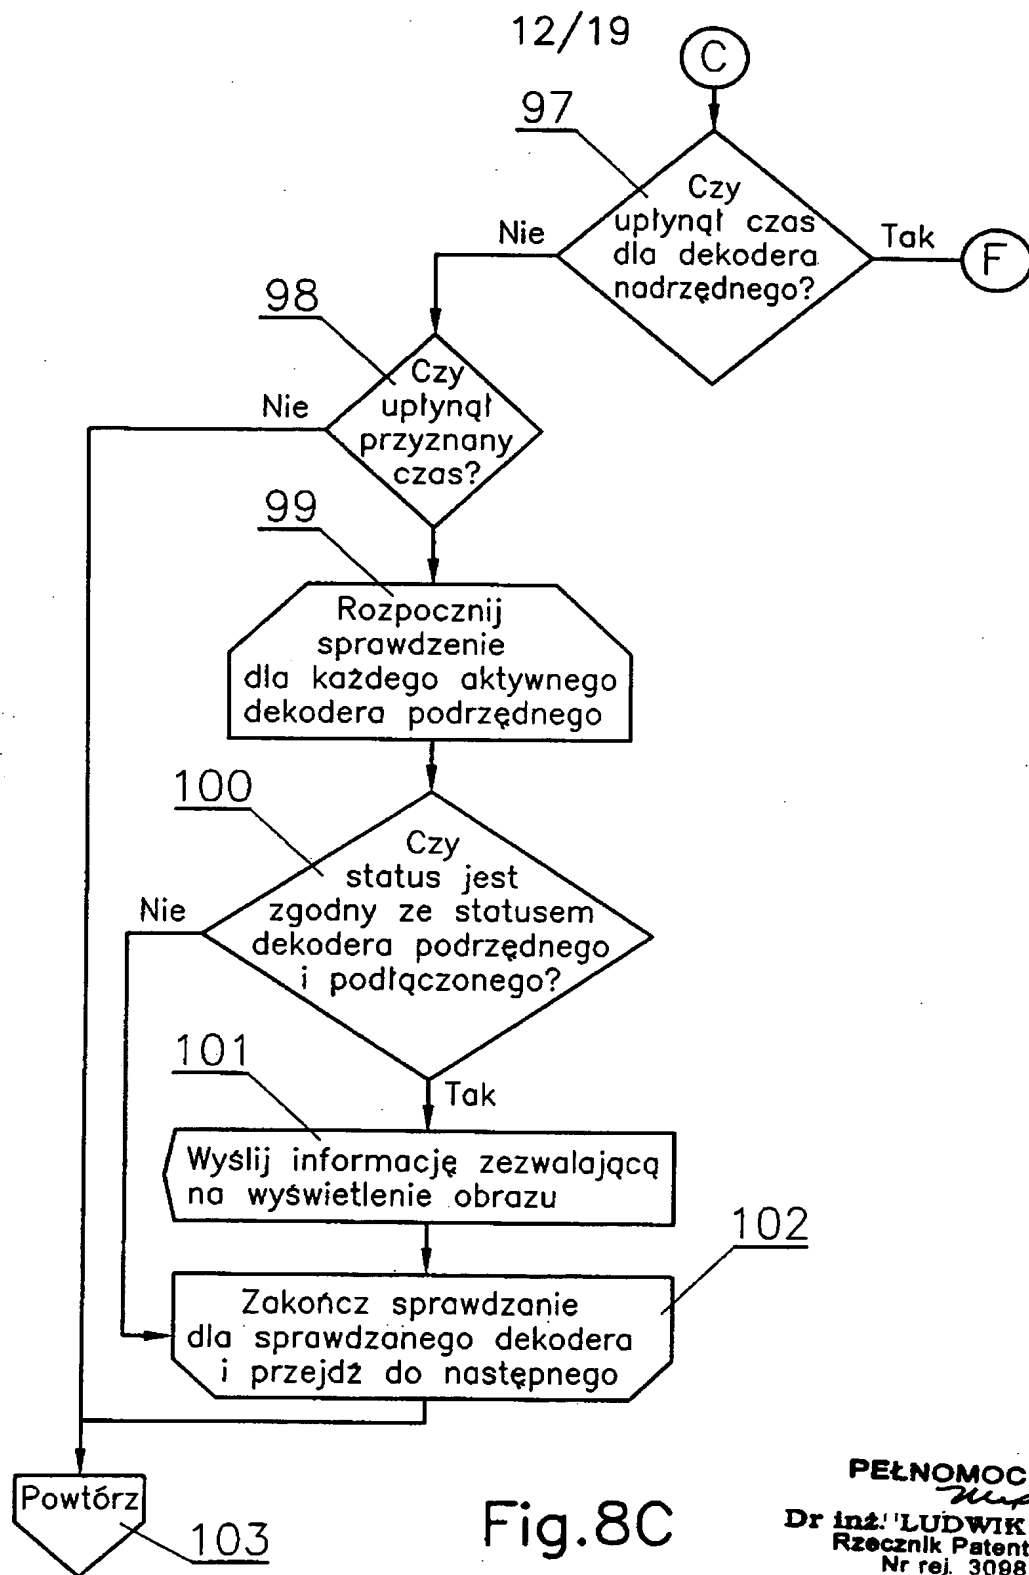 12/19
C
97
Czy
upłynął czas
dla dekodera
nadrzędnego?
Nie
Tak
F
98
Czy
upłynął
przyznany
czas?
Nie
99
Rozpocznij
sprawdzenie
dla każdego aktywnego
dekodera podrzędnego
100
Czy
status jest
zgodny ze statusem
dekodera podrzędnego
i podłączonego?
Nie
101
Tak
Wyślij informację zezwalającą
na wyświetlenie obrazu
102
Zakończ sprawdzanie
dla sprawdzanego dekodera
i przejdź do następnego
Powtórz
103
Fig.8C
PEŁNOMOC
Dr inż. LUDWIK
Rzecznik Patent
Nr rej. 3098